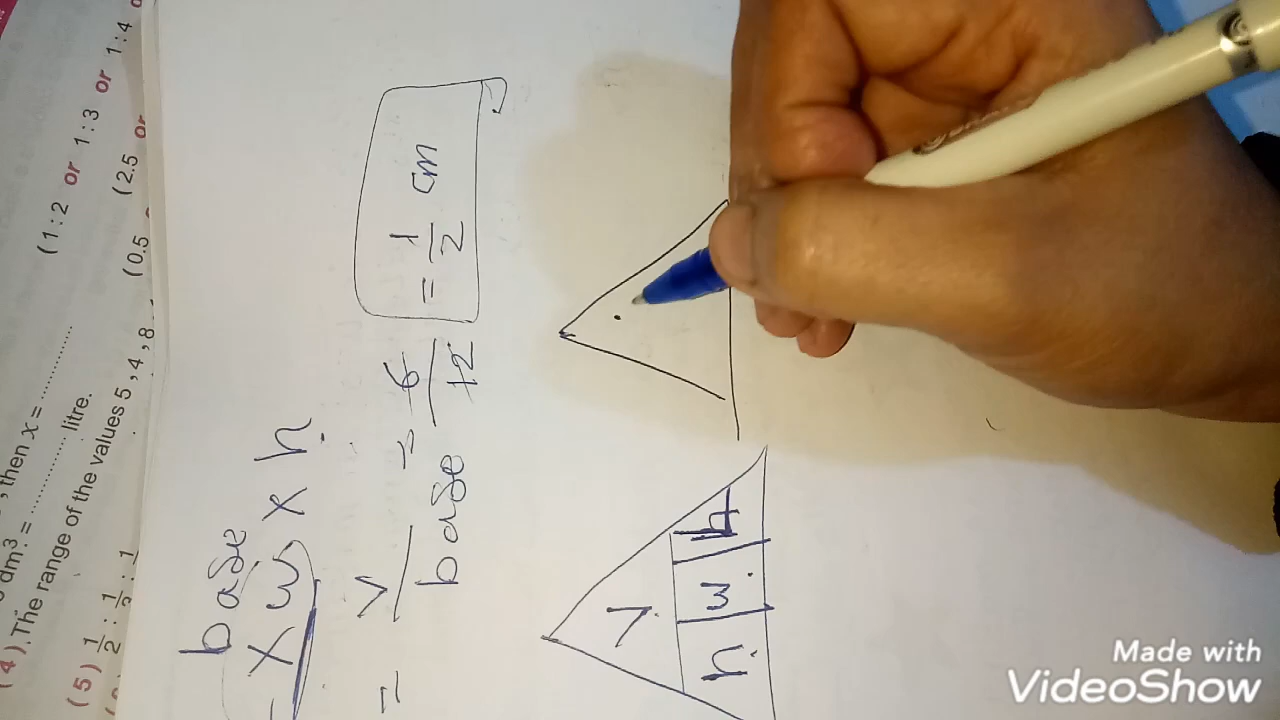 dm³ = .............. litre.
, then x = ..............
(4) .The range of the values 5 , 4 , 8
(5) 1/2 : 1/3 : 1
(1 : 2 or 1 : 3 or 1 : 4
(0.5
(2.5 or
base
× w × h
= V/base = 6/12 = 1/2 cm
V
h w h
Made with
VideoShow